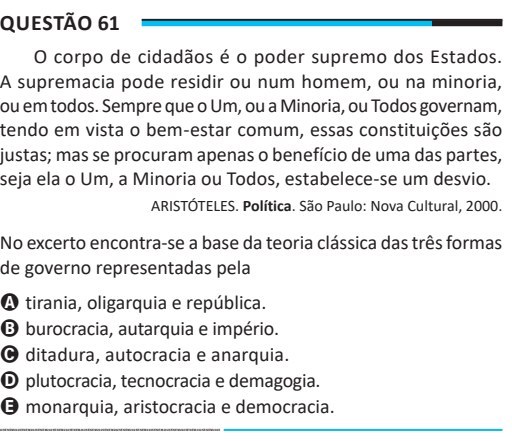 QUESTÃO 61
O corpo de cidadãos é o poder supremo dos Estados.
A supremacia pode residir ou num homem, ou na minoria,
ou em todos. Sempre que o Um, ou a Minoria, ou Todos governam,
tendo em vista o bem-estar comum, essas constituições são
justas; mas se procuram apenas o benefício de uma das partes,
seja ela o Um, a Minoria ou Todos, estabelece-se um desvio.
ARISTÓTELES. Política. São Paulo: Nova Cultural, 2000.
No excerto encontra-se a base da teoria clássica das três formas
de governo representadas pela
A tirania, oligarquia e república.
B burocracia, autarquia e império.
C ditadura, autocracia e anarquia.
D plutocracia, tecnocracia e demagogia.
E monarquia, aristocracia e democracia.